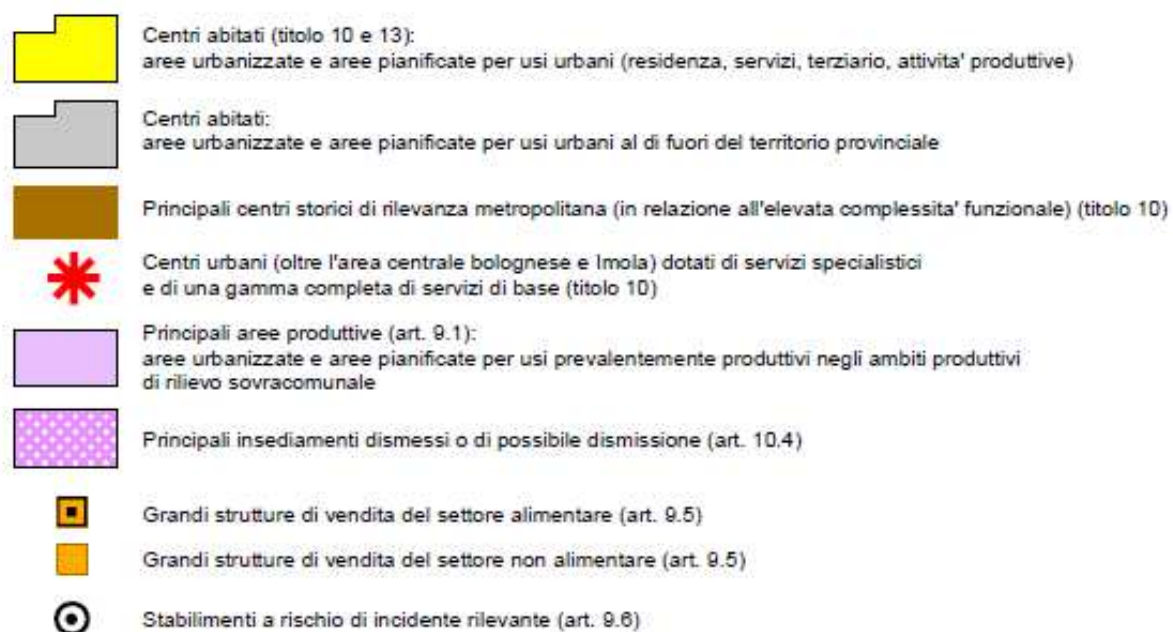 Centri abitati (titolo 10 e 13):
aree urbanizzate e aree pianificate per usi urbani (residenza, servizi, terziario, attivita' produttive)
Centri abitati:
aree urbanizzate e aree pianificate per usi urbani al di fuori del territorio provinciale
Principali centri storici di rilevanza metropolitana (in relazione all'elevata complessita' funzionale) (titolo 10)
Centri urbani (oltre l'area centrale bolognese e Imola) dotati di servizi specialistici
e di una gamma completa di servizi di base (titolo 10)
Principali aree produttive (art. 9.1):
aree urbanizzate e aree pianificate per usi prevalentemente produttivi negli ambiti produttivi
di rilievo sovracomunale
Principali insediamenti dismessi o di possibile dismissione (art. 10.4)
Grandi strutture di vendita del settore alimentare (art. 9.5)
Grandi strutture di vendita del settore non alimentare (art. 9.5)
Stabilimenti a rischio di incidente rilevante (art. 9.6)